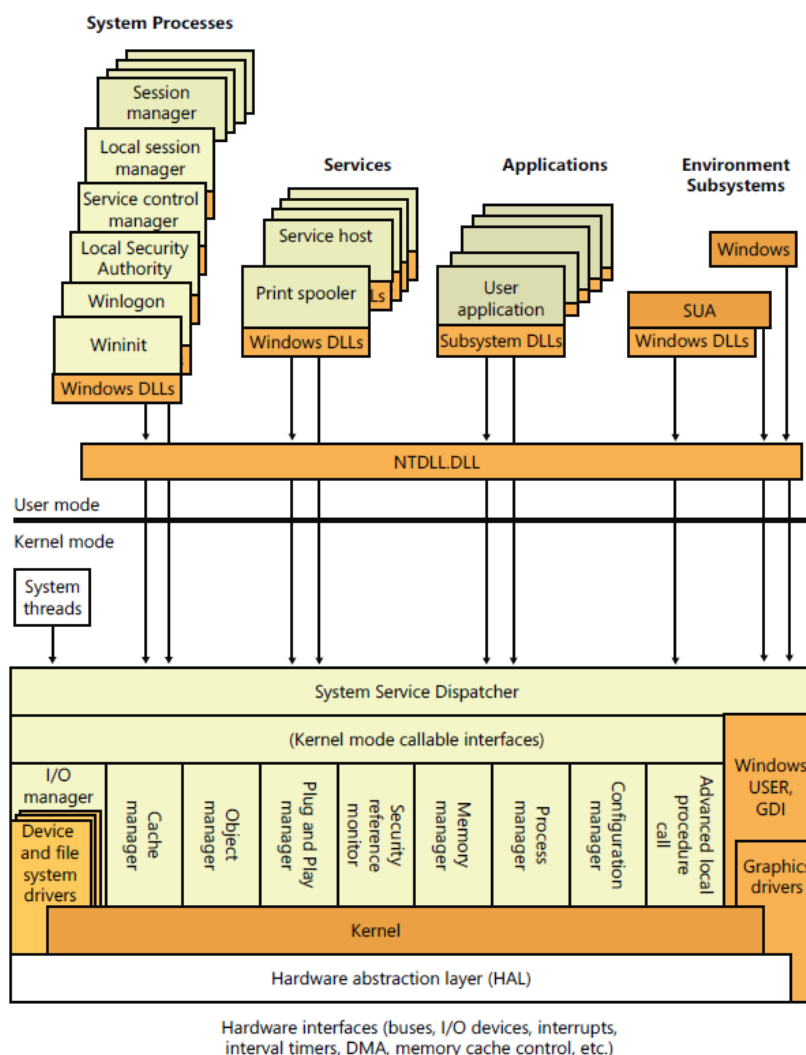 System Processes
Session
manager
Local session
manager
Service control
manager
Local Security
Authority
Winlogon
Wininit
Windows DLLs
Services
Service host
Print spooler
Ls
Windows DLLs
Applications
User
application
Subsystem DLLs
Environment
Subsystems
Windows
SUA
Windows DLLs
NTDLL.DLL
User mode
Kernel mode
System
threads
System Service Dispatcher
(Kernel mode callable interfaces)
I/O
manager
Device
and file
system
drivers
Cache
manager
Object
manager
Plug and Play
manager
Security
reference
monitor
Memory
manager
Process
manager
Configuration
manager
Advanced local
procedure
call
Windows
USER,
GDI
Graphics
drivers
Kernel
Hardware abstraction layer (HAL)
Hardware interfaces (buses, I/O devices, interrupts,
interval timers, DMA, memory cache control, etc.)